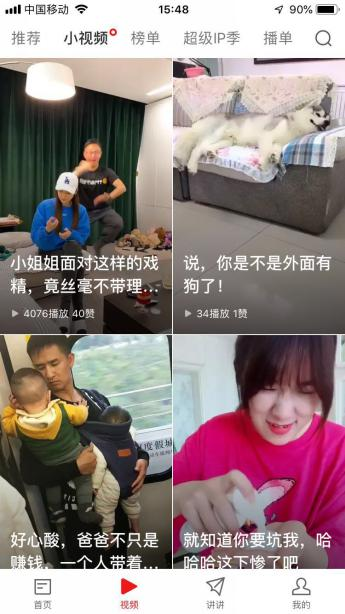 中国移动
15:48
90%
推荐 小视频 榜单 超级IP季 播单
小姐姐面对这样的戏
精，竟丝毫不带理…
4076播放 40赞
说，你是不是外面有
狗了！
34播放 1赞
度假城
好心酸，爸爸不只是
赚钱，一个人带着…
就知道你要坑我，哈
哈哈这下惨了吧
首页 视频 讲讲 我的